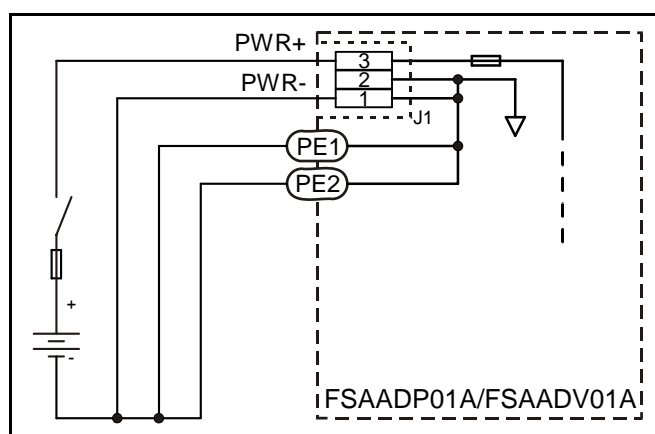 PWR+
3
2
PWR-
1
J1
PE1
PE2
+
-
FSAADP01A/FSAADV01A